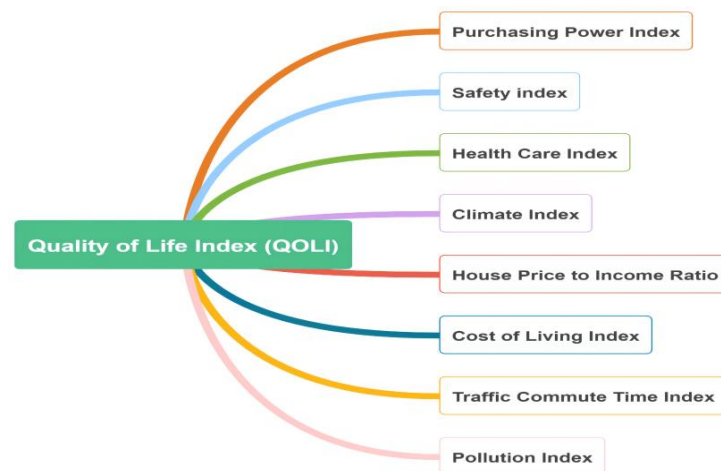 Purchasing Power Index
Safety index
Health Care Index
Climate Index
Quality of Life Index (QOLI)
House Price to Income Ratio
Cost of Living Index
Traffic Commute Time Index
Pollution Index